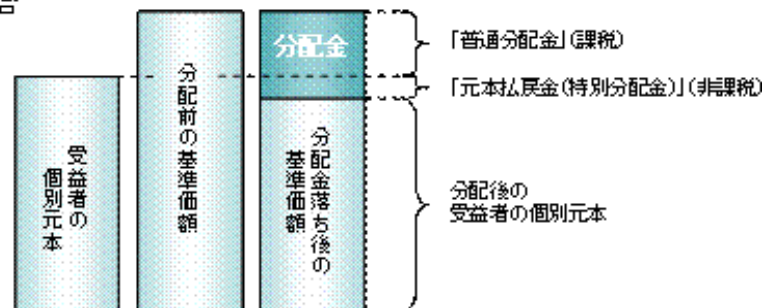 受益者の
個別元本
分配前の基準価額
分配金
分配金落ち後の
基準価額
「普通分配金」(課税)
「元本払戻金(特別分配金)」(非課税)
分配後の
受益者の個別元本